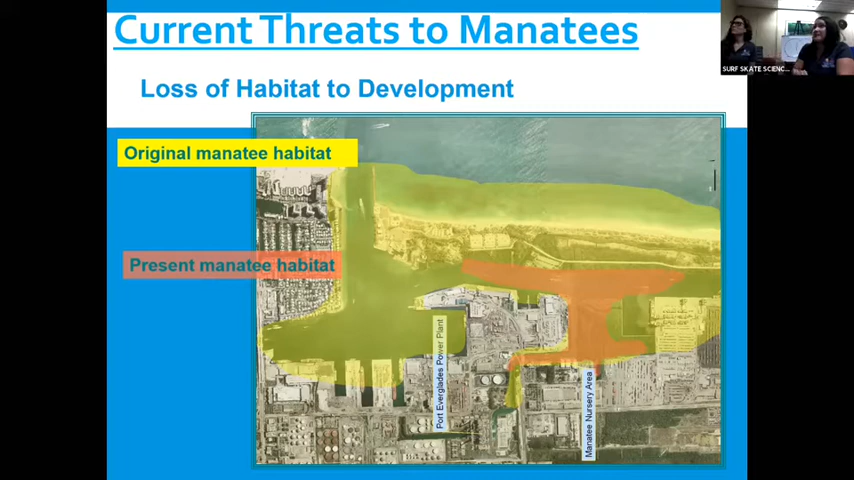 Current Threats to Manatees
SURF SKATE SCIENC...
Loss of Habitat to Development
Original manatee habitat
Present manatee habitat
Port Everglades Power Plant
Manatee Nursery Area